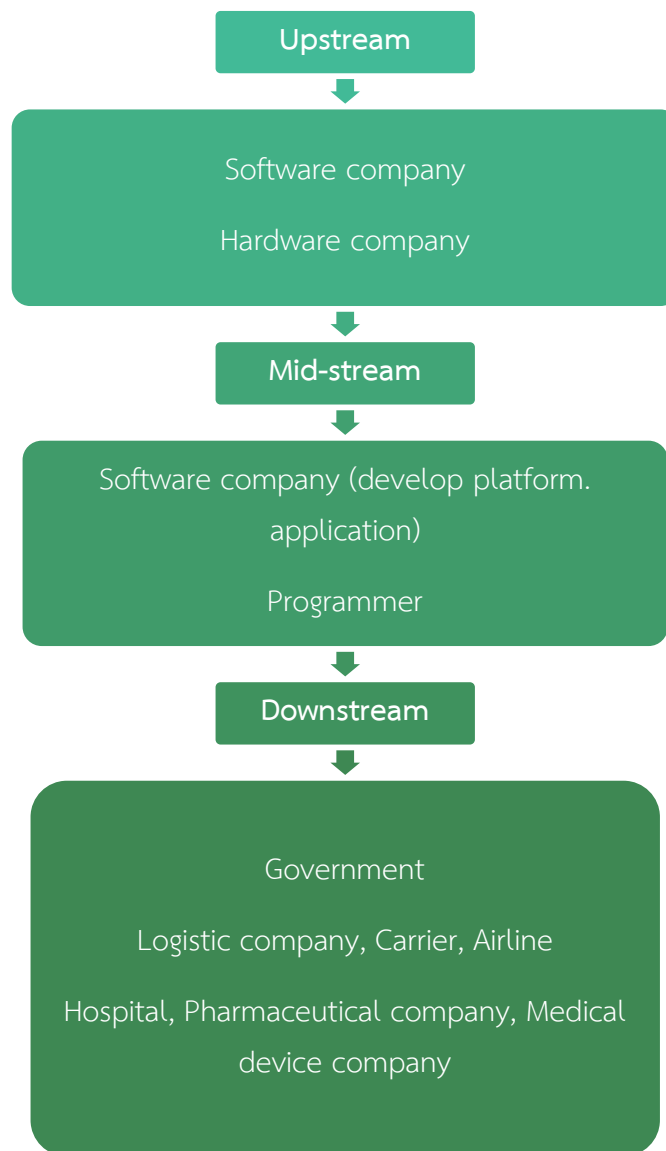 Upstream
Software company
Hardware company
Mid-stream
Software company (develop platform.
application)
Programmer
Downstream
Government
Logistic company, Carrier, Airline
Hospital, Pharmaceutical company, Medical
device company